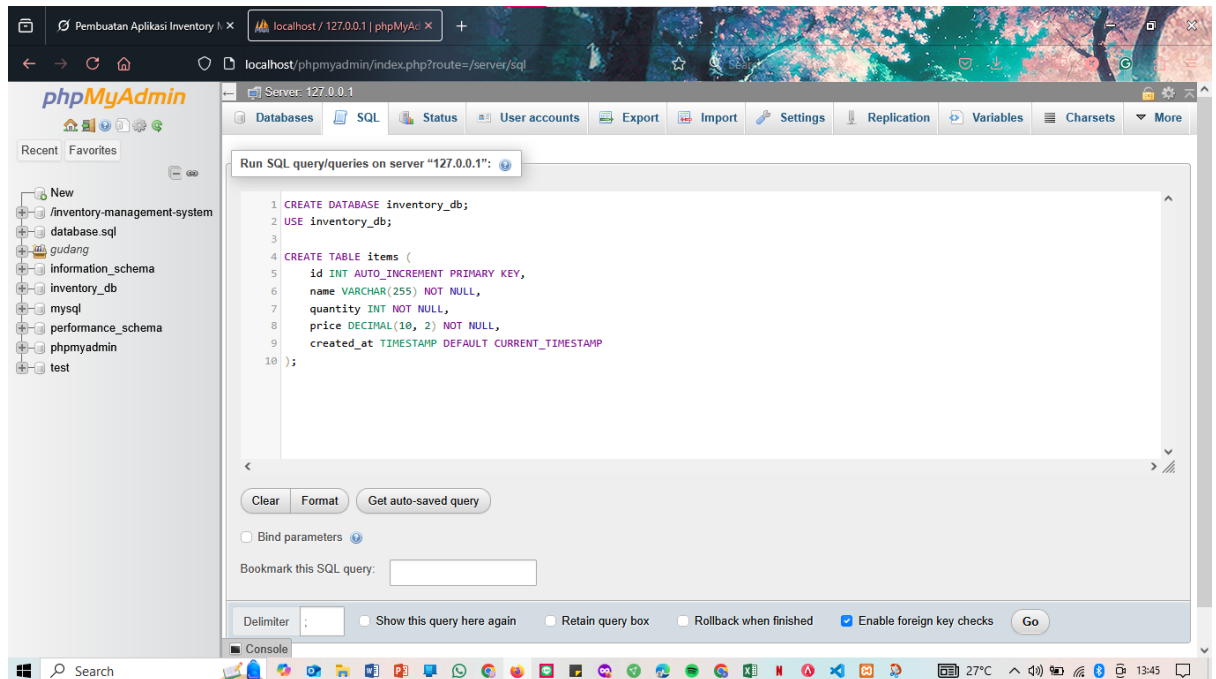 Pembuatan Aplikasi Inventory M
localhost / 127.0.0.1 | phpMyAd
localhost/phpmyadmin/index.php?route=/server/sql
phpMyAdmin
Recent Favorites
New
/inventory-management-system
database.sql
gudang
information_schema
inventory_db
mysql
performance_schema
phpmyadmin
test
Server: 127.0.0.1
Databases SQL Status User accounts Export Import Settings Replication Variables Charsets More
Run SQL query/queries on server “127.0.0.1”:
1 CREATE DATABASE inventory_db;
2 USE inventory_db;
3
4 CREATE TABLE items (
5 id INT AUTO_INCREMENT PRIMARY KEY,
6 name VARCHAR(255) NOT NULL,
7 quantity INT NOT NULL,
8 price DECIMAL(10, 2) NOT NULL,
9 created_at TIMESTAMP DEFAULT CURRENT_TIMESTAMP
10 );
Clear Format Get auto-saved query
Bind parameters
Bookmark this SQL query:
Delimiter ; Show this query here again Retain query box Rollback when finished Enable foreign key checks Go
Console
Search 27°C 13:45